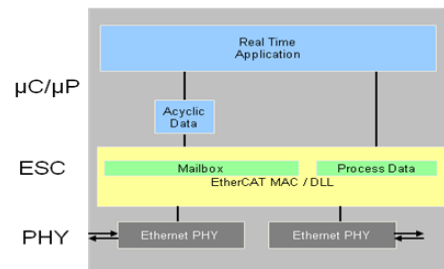 Real Time
Application
µC/µP
Acyclic
Data
ESC
Mailbox
Process Data
EtherCAT MAC / DLL
PHY
Ethernet PHY
Ethernet PHY